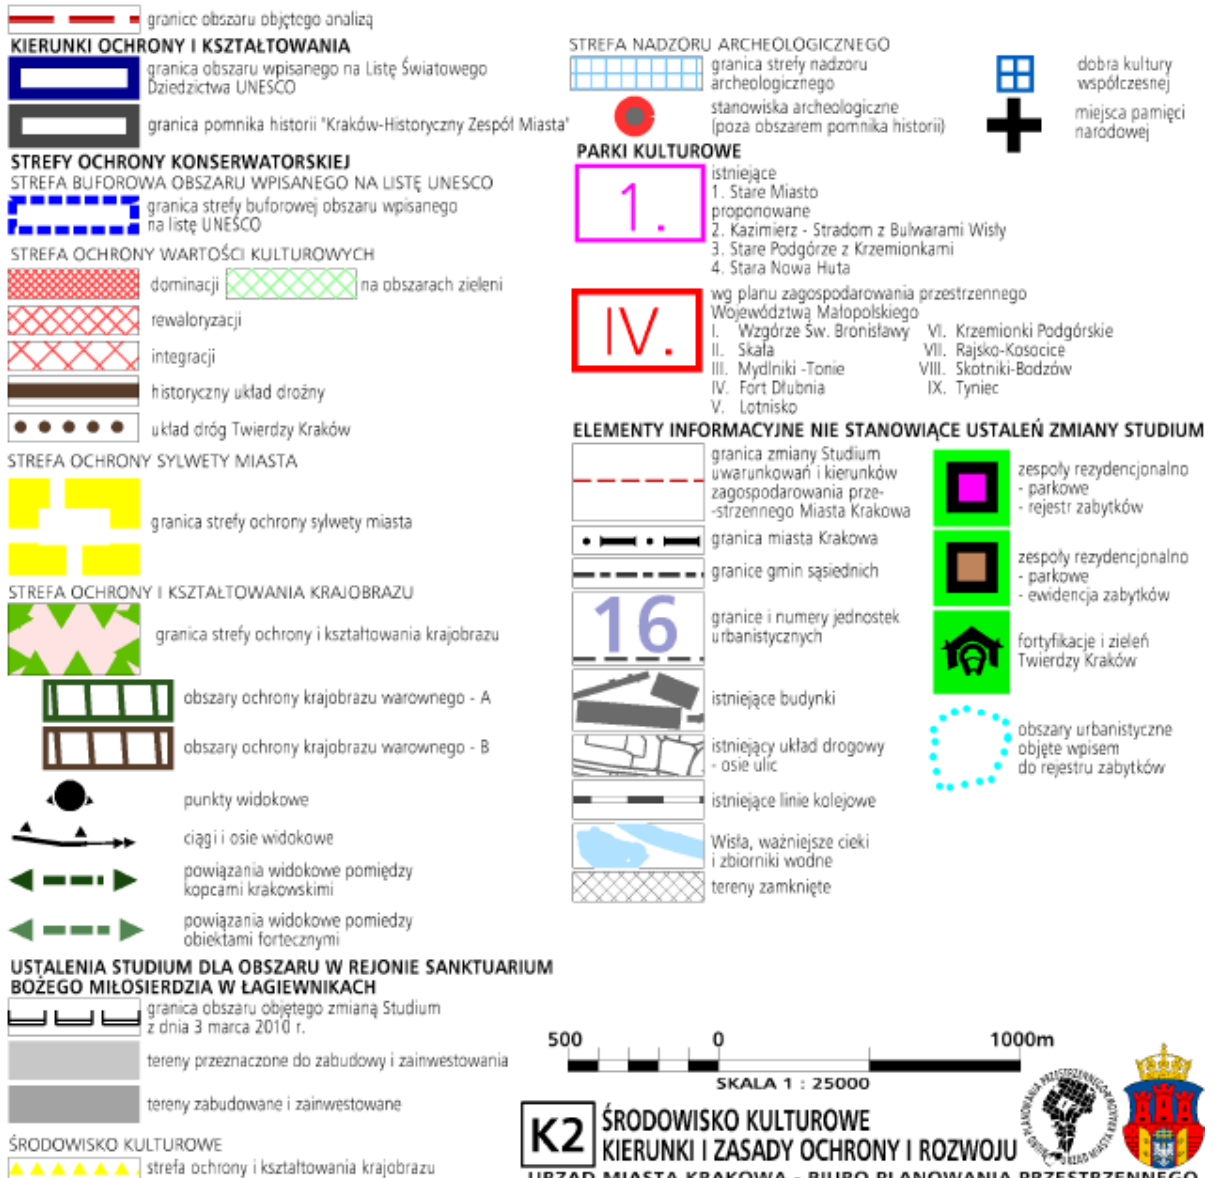 granice obszaru objętego analizą
KIERUNKI OCHRONY I KSZTAŁTOWANIA
granica obszaru wpisanego na Listę Światowego
Dziedzictwa UNESCO
granica pomnika historii "Kraków-Historyczny Zespół Miasta"
STREFY OCHRONY KONSERWATORSKIEJ
STREFA BUFOROWA OBSZARU WPISANEGO NA LISTĘ UNESCO
granica strefy buforowej obszaru wpisanego
na listę UNESCO
STREFA OCHRONY WARTOŚCI KULTUROWYCH
dominacji
na obszarach zieleni
rewaloryzacji
integracji
historyczny układ drożny
układ dróg Twierdzy Kraków
STREFA OCHRONY SYLWETY MIASTA
granica strefy ochrony sylwety miasta
STREFA OCHRONY I KSZTAŁTOWANIA KRAJOBRAZU
granica strefy ochrony i kształtowania krajobrazu
obszary ochrony krajobrazu warownego - A
obszary ochrony krajobrazu warownego - B
punkty widokowe
ciągi i osie widokowe
powiązania widokowe pomiędzy
kopcami krakowskimi
powiązania widokowe pomiedzy
obiektami fortecznymi
USTALENIA STUDIUM DLA OBSZARU W REJONIE SANKTUARIUM
BOŻEGO MIŁOSIERDZIA W ŁAGIEWNIKACH
granica obszaru objętego zmianą Studium
z dnia 3 marca 2010 r.
tereny przeznaczone do zabudowy i zainwestowania
tereny zabudowane i zainwestowane
ŚRODOWISKO KULTUROWE
strefa ochrony i kształtowania krajobrazu
STREFA NADZORU ARCHEOLOGICZNEGO
granica strefy nadzoru
archeologicznego
stanowiska archeologiczne
(poza obszarem pomnika historii)
dobra kultury
współczesnej
miejsca pamięci
narodowej
PARKI KULTUROWE
1.
istniejące
1. Stare Miasto
proponowane
2. Kazimierz - Stradom z Bulwarami Wisły
3. Stare Podgórze z Krzemionkami
4. Stara Nowa Huta
IV.
wg planu zagospodarowania przestrzennego
Województwa Małopolskiego
I. Wzgórze Św. Bronisławy VI. Krzemionki Podgórskie
II. Skała VII. Rajsko-Kosocice
III. Mydlniki -Tonie VIII. Skotniki-Bodzów
IV. Fort Dłubnia IX. Tyniec
V. Lotnisko
ELEMENTY INFORMACYJNE NIE STANOWIĄCE USTALEŃ ZMIANY STUDIUM
granica zmiany Studium
uwarunkowań i kierunków
zagospodarowania prze-
-strzennego Miasta Krakowa
granica miasta Krakowa
granice gmin sąsiednich
16
granice i numery jednostek
urbanistycznych
istniejące budynki
istniejący układ drogowy
- osie ulic
istniejące linie kolejowe
Wisła, ważniejsze cieki
i zbiorniki wodne
tereny zamknięte
zespoły rezydencjonalno
- parkowe
- rejestr zabytków
zespoły rezydencjonalno
- parkowe
- ewidencja zabytków
fortyfikacje i zieleń
Twierdzy Kraków
obszary urbanistyczne
objęte wpisem
do rejestru zabytków
500 0 1000m
SKALA 1 : 25000
K2
ŚRODOWISKO KULTUROWE
KIERUNKI I ZASADY OCHRONY I ROZWOJU
URZĄD MIASTA KRAKOWA - BIURO PLANOWANIA PRZESTRZENNEGO